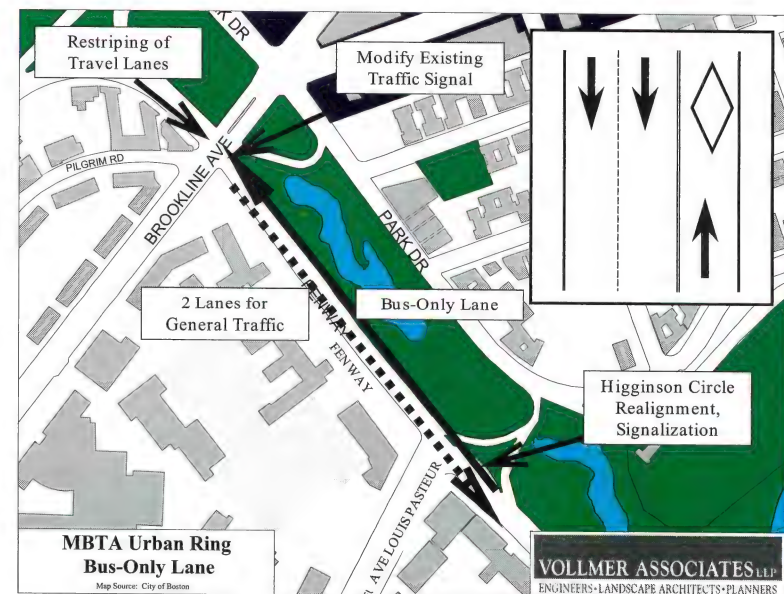 K DR
Restriping of
Travel Lanes
Modify Existing
Traffic Signal
PILGRIM RD
BROOKLINE AVE
PARK DR
2 Lanes for
General Traffic
FENWAY
FENWAY
Bus-Only Lane
Higginson Circle
Realignment,
Signalization
AVE LOUIS PASTEUR
MBTA Urban Ring
Bus-Only Lane
Map Source: City of Boston
VOLLMER ASSOCIATES LLP
ENGINEERS•LANDSCAPE ARCHITECTS•PLANNERS